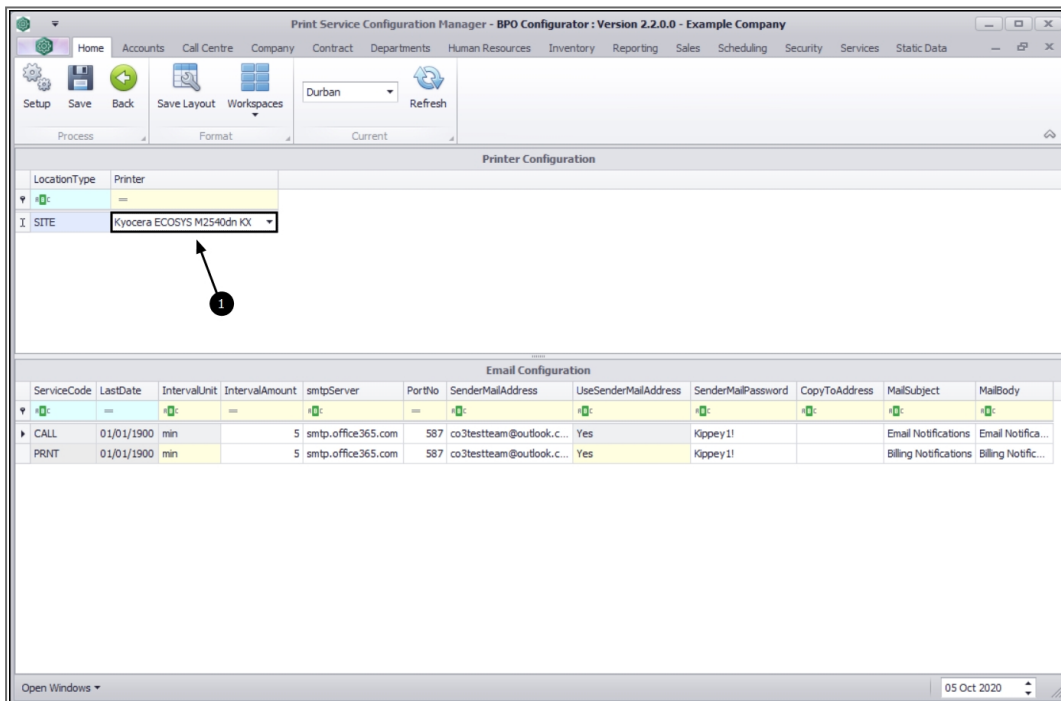 Print Service Configuration Manager - BPO Configurator : Version 2.2.0.0 - Example Company
Home Accounts Call Centre Company Contract Departments Human Resources Inventory Reporting Sales Scheduling Security Services Static Data
Setup Save Back Save Layout Workspaces Durban Refresh
Process Format Current
Printer Configuration
LocationType Printer
SITE Kyocera ECOSYS M2540dn KX
1
Email Configuration
ServiceCode LastDate IntervalUnit IntervalAmount smtpServer PortNo SenderMailAddress UseSenderMailAddress SenderMailPassword CopyToAddress MailSubject MailBody
CALL 01/01/1900 min 5 smtp.office365.com 587 co3testteam@outlook.c... Yes Kippey1! Email Notifications Email Notifica...
PRNT 01/01/1900 min 5 smtp.office365.com 587 co3testteam@outlook.c... Yes Kippey1! Billing Notifications Billing Notific...
Open Windows 05 Oct 2020